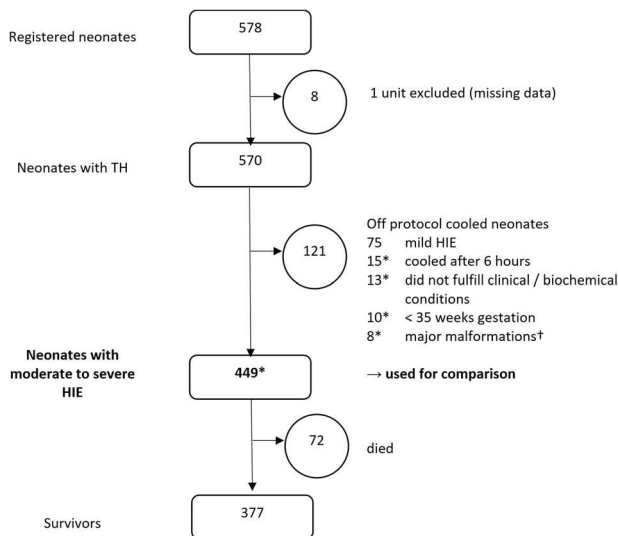 578
Registered neonates
8
1 unit excluded (missing data)
570
Neonates with TH
Off protocol cooled neonates
121
75 mild HIE
15* cooled after 6 hours
13* did not fulfill clinical / biochemical
conditions
10* < 35 weeks gestation
8* major malformations†
Neonates with
moderate to severe
HIE
449*
→ used for comparison
72
died
377
Survivors